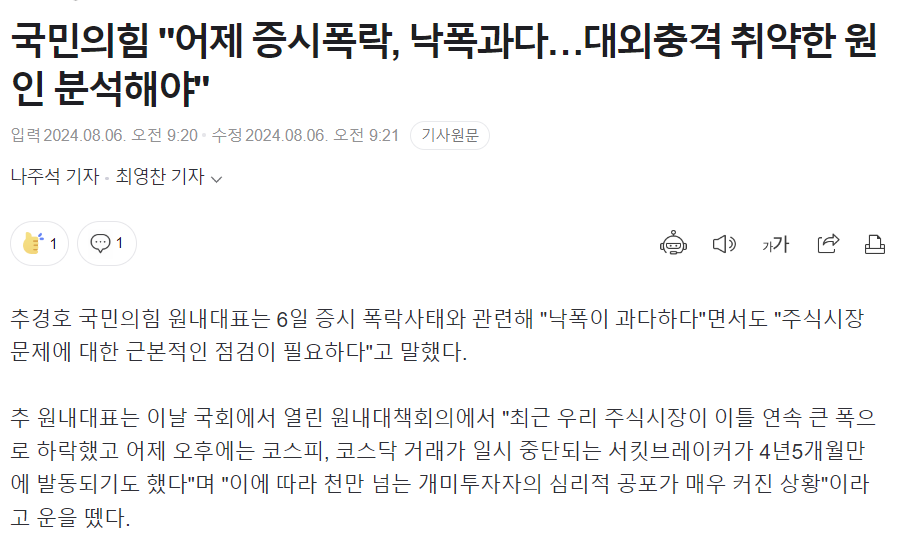 국민의힘 "어제 증시폭락, 낙폭과다…대외충격 취약한 원
인 분석해야"
입력 2024.08.06. 오전 9:20 · 수정 2024.08.06. 오전 9:21 기사원문
나주석 기자 · 최영찬 기자
1 1
가가
추경호 국민의힘 원내대표는 6일 증시 폭락사태와 관련해 "낙폭이 과다하다"면서도 "주식시장
문제에 대한 근본적인 점검이 필요하다"고 말했다.
추 원내대표는 이날 국회에서 열린 원내대책회의에서 "최근 우리 주식시장이 이틀 연속 큰 폭으
로 하락했고 어제 오후에는 코스피, 코스닥 거래가 일시 중단되는 서킷브레이커가 4년5개월만
에 발동되기도 했다"며 "이에 따라 천만 넘는 개미투자자의 심리적 공포가 매우 커진 상황"이라
고 운을 뗐다.